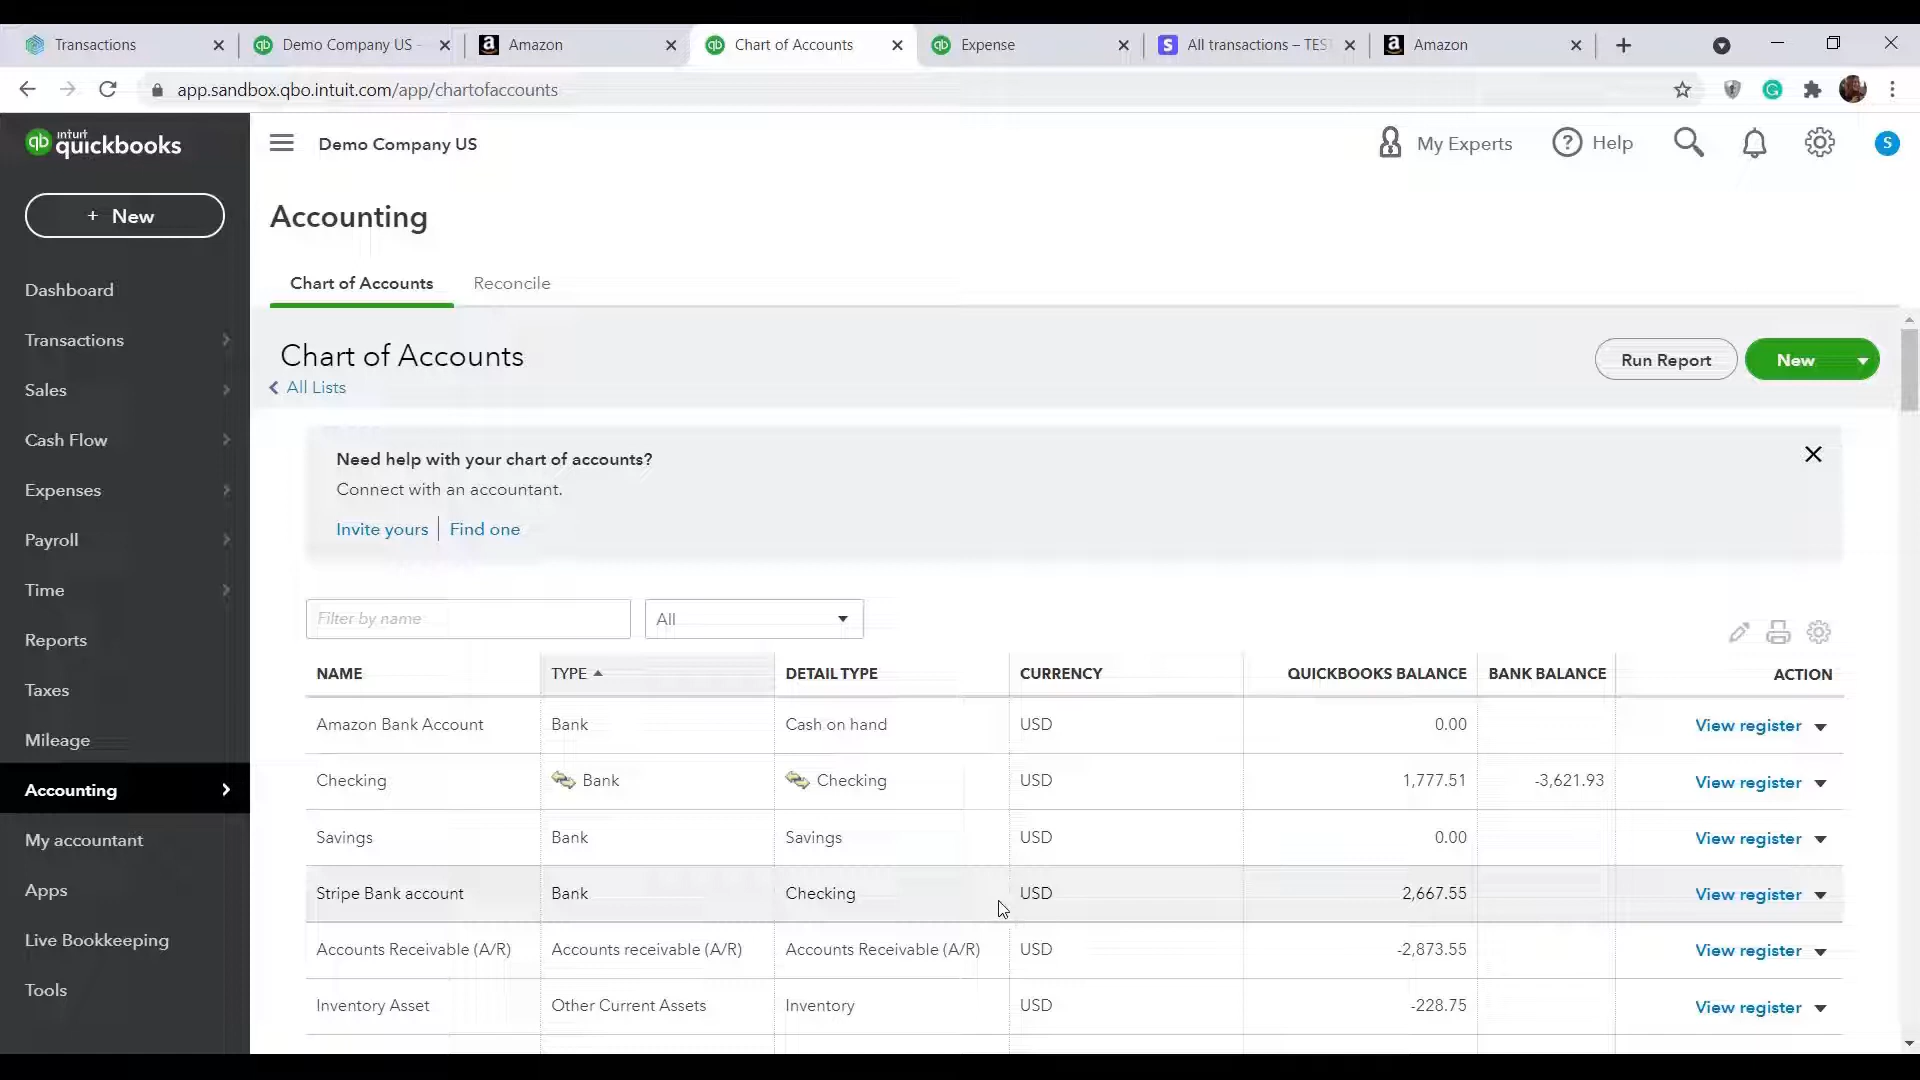 Transactions
Demo Company US -
Amazon
Chart of Accounts
Expense
All transactions – TEST
Amazon
app.sandbox.qbo.intuit.com/app/chartofaccounts
intuit quickbooks
Demo Company US
My Experts
Help
S
+ New
Accounting
Dashboard
Transactions
Sales
Cash Flow
Expenses
Payroll
Time
Reports
Taxes
Mileage
Accounting
My accountant
Apps
Live Bookkeeping
Tools
Chart of Accounts
Reconcile
Chart of Accounts
All Lists
Run Report
New
Need help with your chart of accounts?
Connect with an accountant.
Invite yours | Find one
Filter by name
All
NAME TYPE DETAIL TYPE CURRENCY QUICKBOOKS BALANCE BANK BALANCE ACTION
Amazon Bank Account Bank Cash on hand USD 0.00 View register
Checking Bank Checking USD 1,777.51 -3,621.93 View register
Savings Bank Savings USD 0.00 View register
Stripe Bank account Bank Checking USD 2,667.55 View register
Accounts Receivable (A/R) Accounts receivable (A/R) Accounts Receivable (A/R) USD -2,873.55 View register
Inventory Asset Other Current Assets Inventory USD -228.75 View register